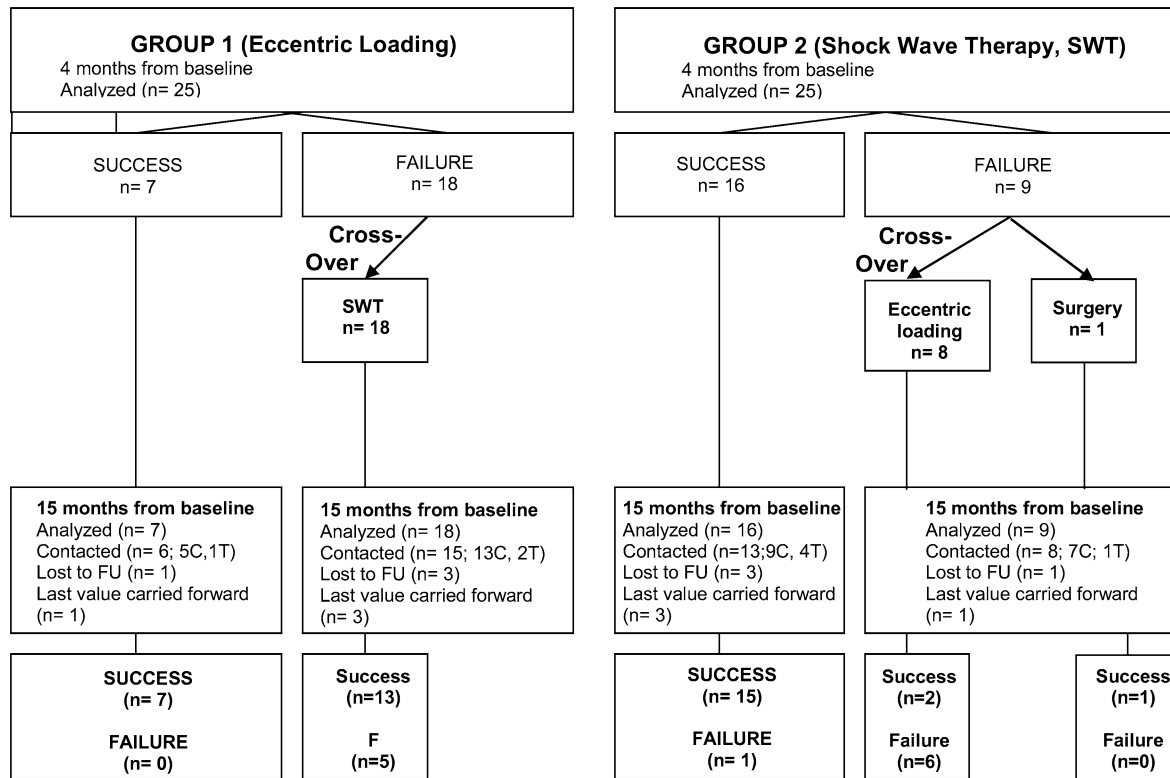 GROUP 1 (Eccentric Loading)
4 months from baseline
Analyzed (n= 25)
SUCCESS
n= 7
FAILURE
n= 18
Cross-
Over
SWT
n= 18
15 months from baseline
Analyzed (n= 7)
Contacted (n= 6; 5C,1T)
Lost to FU (n= 1)
Last value carried forward
(n= 1)
15 months from baseline
Analyzed (n= 18)
Contacted (n= 15; 13C, 2T)
Lost to FU (n= 3)
Last value carried forward
(n= 3)
SUCCESS
(n= 7)
FAILURE
(n= 0)
Success
(n=13)
F
(n=5)
GROUP 2 (Shock Wave Therapy, SWT)
4 months from baseline
Analyzed (n= 25)
SUCCESS
n= 16
FAILURE
n= 9
Cross-
Over
Eccentric
loading
n= 8
Surgery
n= 1
15 months from baseline
Analyzed (n= 16)
Contacted (n=13;9C, 4T)
Lost to FU (n= 3)
Last value carried forward
(n= 3)
15 months from baseline
Analyzed (n= 9)
Contacted (n= 8; 7C; 1T)
Lost to FU (n= 1)
Last value carried forward
(n= 1)
SUCCESS
(n= 15)
FAILURE
(n= 1)
Success
(n=2)
Failure
(n=6)
Success
(n=1)
Failure
(n=0)